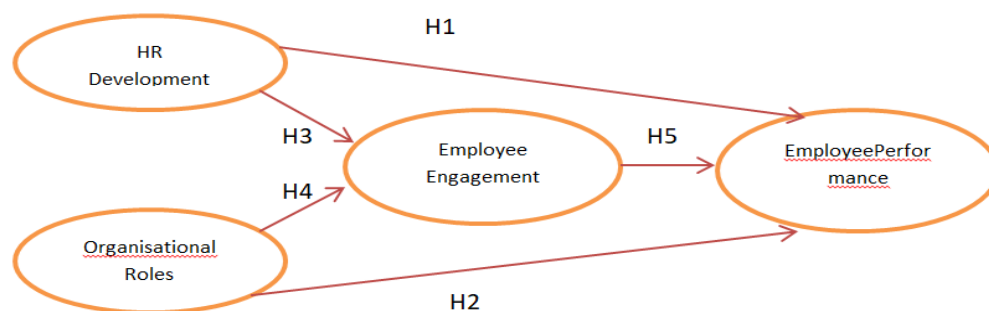 H1
HR
Development
H3
Employee
Engagement
H5
EmployeePerfor
mance
H4
Organisational
Roles
H2